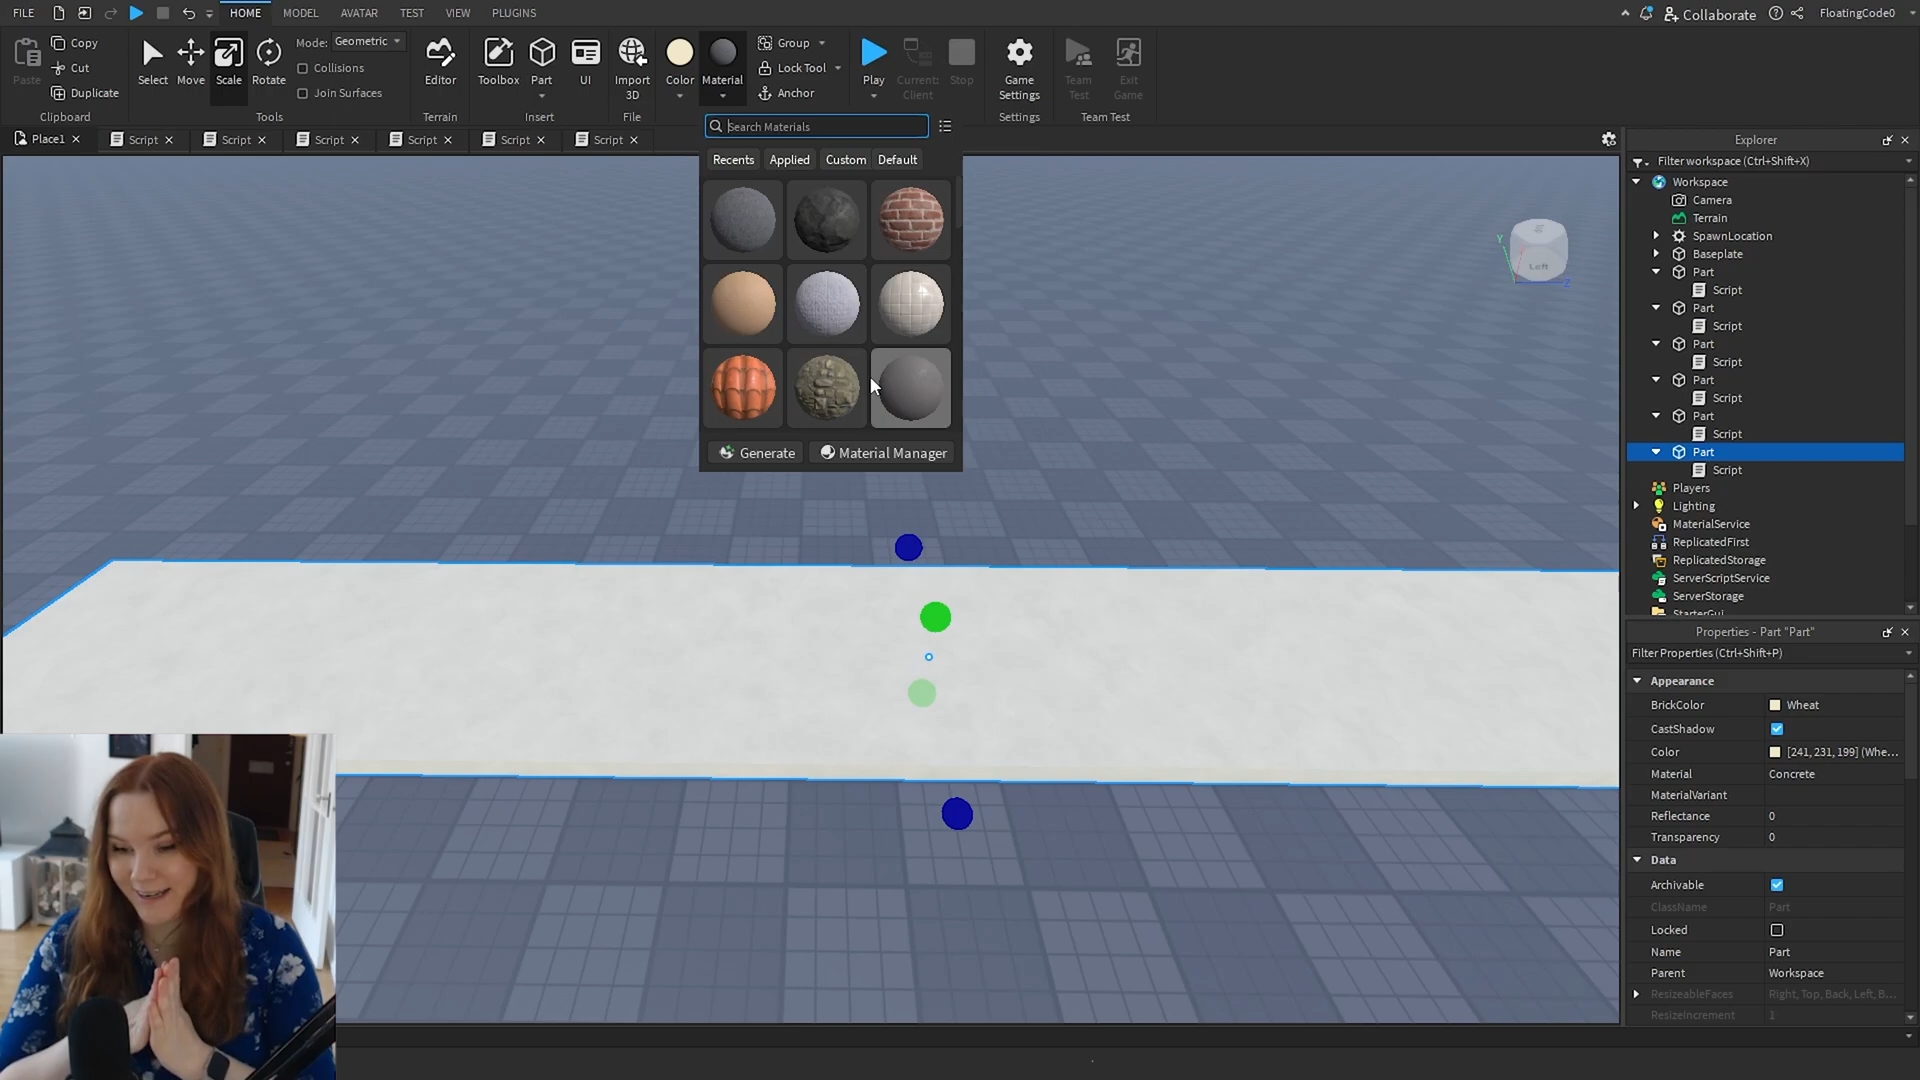 FILE HOME MODEL AVATAR TEST VIEW PLUGINS Collaborate FloatingCode0
Paste Copy Cut Duplicate Clipboard
Select Move Scale Rotate Mode: Geometric Collisions Join Surfaces Tools
Editor Terrain
Toolbox Part UI Insert
Import 3D File
Color Material Group Lock Tool Anchor
Play Current: Client Stop
Game Settings Settings
Team Test Exit Game Team Test
Place1 Script Script Script Script Script Script
Search Materials
Recents Applied Custom Default
Generate Material Manager
Y
Left
Z
Explorer
Filter workspace (Ctrl+Shift+X)
Workspace
Camera
Terrain
SpawnLocation
Baseplate
Part
Script
Part
Script
Part
Script
Part
Script
Part
Script
Part
Script
Players
Lighting
MaterialService
ReplicatedFirst
ReplicatedStorage
ServerScriptService
ServerStorage
StarterGui
Properties - Part "Part"
Filter Properties (Ctrl+Shift+P)
Appearance
BrickColor Wheat
CastShadow
Color [241, 231, 199] (Whe...
Material Concrete
MaterialVariant
Reflectance 0
Transparency 0
Data
Archivable
ClassName Part
Locked
Name Part
Parent Workspace
ResizeableFaces Right, Top, Back, Left, B...
ResizeIncrement 1